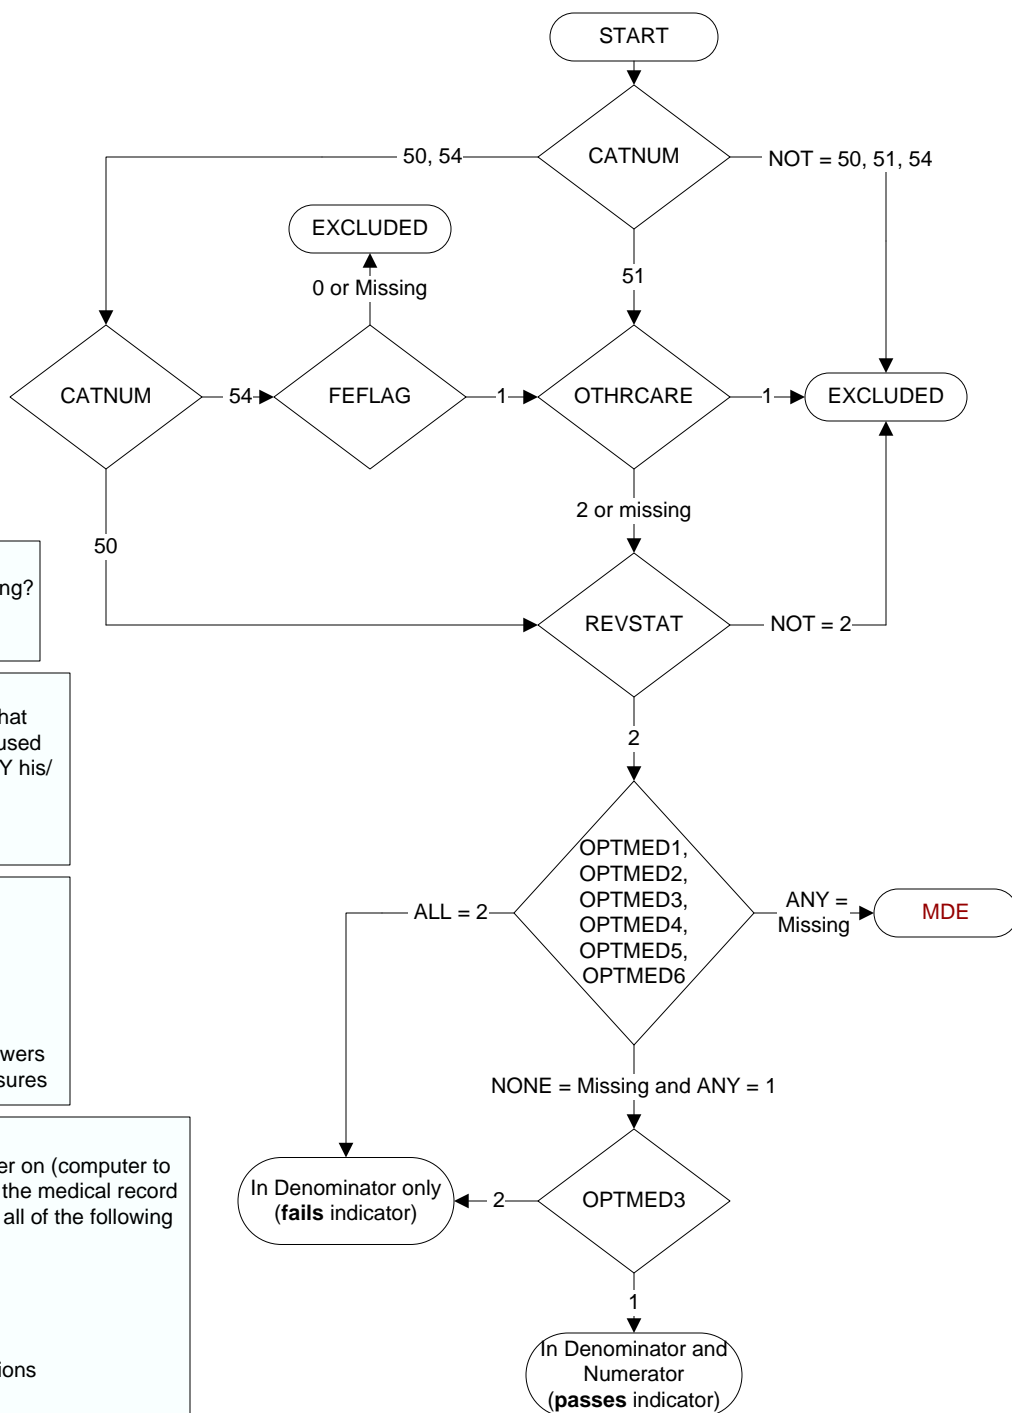 START
CATNUM
50, 54
NOT = 50, 51, 54
EXCLUDED
0 or Missing
51
CATNUM
54
FEFLAG
1
OTHRCARE
1
EXCLUDED
2 or missing
50
REVSTAT
NOT = 2
2
OPTMED1,
OPTMED2,
OPTMED3,
OPTMED4,
OPTMED5,
OPTMED6
ALL = 2
ANY =
Missing
MDE
NONE = Missing and ANY = 1
In Denominator only
(fails indicator)
2
OPTMED3
1
In Denominator and
Numerator
(passes indicator)
ng?
hat
used
Y his/
wers
sures
er on (computer to
the medical record
all of the following
ions